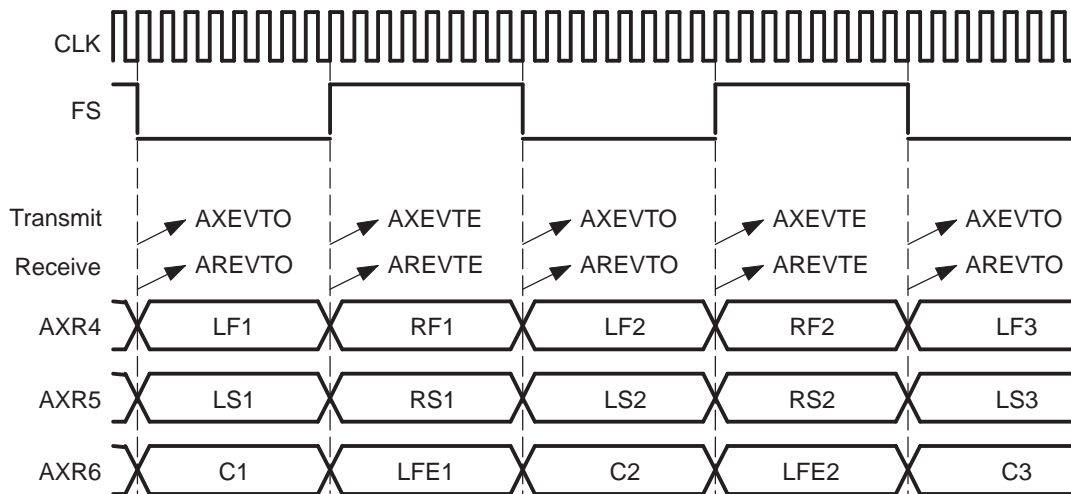 CLK
FS
Transmit AXEVTO AXEVTE AXEVTO AXEVTE AXEVTO
Receive AREVTO AREVTE AREVTO AREVTE AREVTO
AXR4 LF1 RF1 LF2 RF2 LF3
AXR5 LS1 RS1 LS2 RS2 LS3
AXR6 C1 LFE1 C2 LFE2 C3